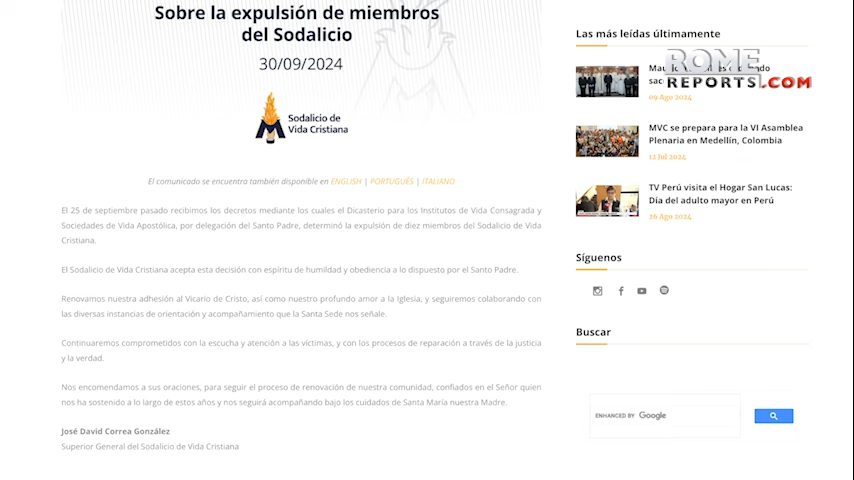 Sobre la expulsión de miembros
del Sodalicio
30/09/2024
Sodalicio de
Vida Cristiana
El comunicado se encuentra también disponible en ENGLISH | PORTUGUÊS | ITALIANO
El 25 de septiembre pasado recibimos los decretos mediante los cuales el Dicasterio para los Institutos de Vida Consagrada y
Sociedades de Vida Apostólica, por delegación del Santo Padre, determinó la expulsión de diez miembros del Sodalicio de Vida
Cristiana.
El Sodalicio de Vida Cristiana acepta esta decisión con espíritu de humildad y obediencia a lo dispuesto por el Santo Padre.
Renovamos nuestra adhesión al Vicario de Cristo, así como nuestro profundo amor a la Iglesia, y seguiremos colaborando con
las diversas instancias de orientación y acompañamiento que la Santa Sede nos señale.
Continuaremos comprometidos con la escucha y atención a las víctimas, y con los procesos de reparación a través de la justicia
y la verdad.
Nos encomendamos a sus oraciones, para seguir el proceso de renovación de nuestra comunidad, confiados en el Señor quien
nos ha sostenido a lo largo de estos años y nos seguirá acompañando bajo los cuidados de Santa María nuestra Madre.
José David Correa González
Superior General del Sodalicio de Vida Cristiana
Las más leídas últimamente
ROME
REPORTS.COM
09 Ago 2024
MVC se prepara para la VI Asamblea
Plenaria en Medellín, Colombia
12 Jul 2024
TV Perú visita el Hogar San Lucas:
Día del adulto mayor en Perú
26 Ago 2024
Síguenos
Buscar
ENHANCED BY Google